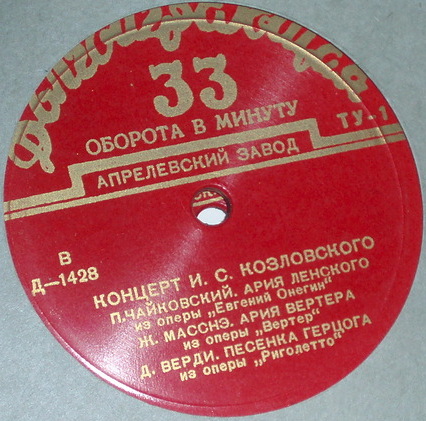 Долгоиграющая
33
ОБОРОТА В МИНУТУ
ТУ-1
АПРЕЛЕВСКИЙ ЗАВОД
В
Д—1428
КОНЦЕРТ И. С. КОЗЛОВСКОГО
П.ЧАЙКОВСКИЙ. АРИЯ ЛЕНСКОГО
из оперы „Евгений Онегин"
Ж. МАССНЭ. АРИЯ ВЕРТЕРА
из оперы „Вертер"
Д. ВЕРДИ. ПЕСЕНКА ГЕРЦОГА
из оперы „Риголетто"